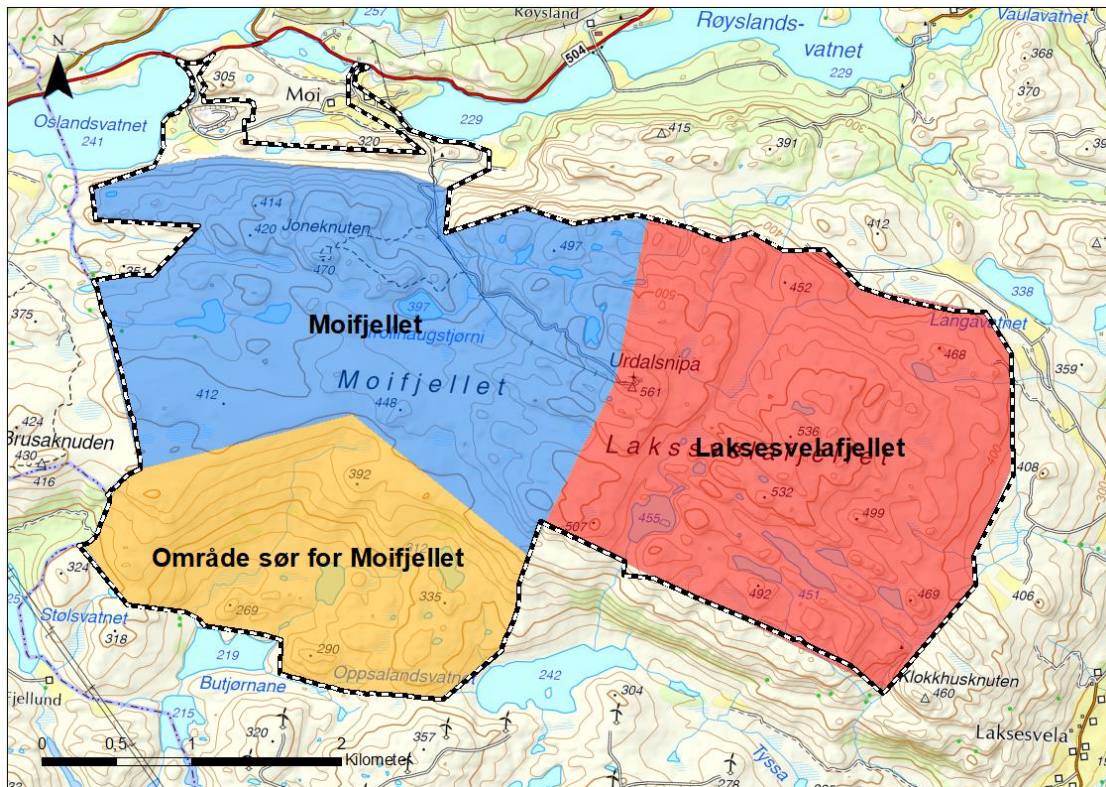 257
Røysland
Røyslands-
vatnet
229
Vaulavatnet
368
370
N
504
305
Moi
Oslandsvatnet
241
229
320
415
391
414
420
Joneknuten
470
497
412
452
338
Langavatnet
468
359
375
397
Moifjellet
Moifjellet
Urdalsnipa
561
412
448
424
Brusaknuden
430
416
536
Laksesvelafjellet
408
392
532
499
507
455
Område sør for Moifjellet
324
312
335
269
492
451
469
406
Stølsvatnet
318
290
219
Butjørnane
Oppsalandsvatn
242
304
Klokkhusknuten
460
Fjellund
215
320
357
278
Laksesvela
Tyssa
0
0,5
1
2
Kilometer